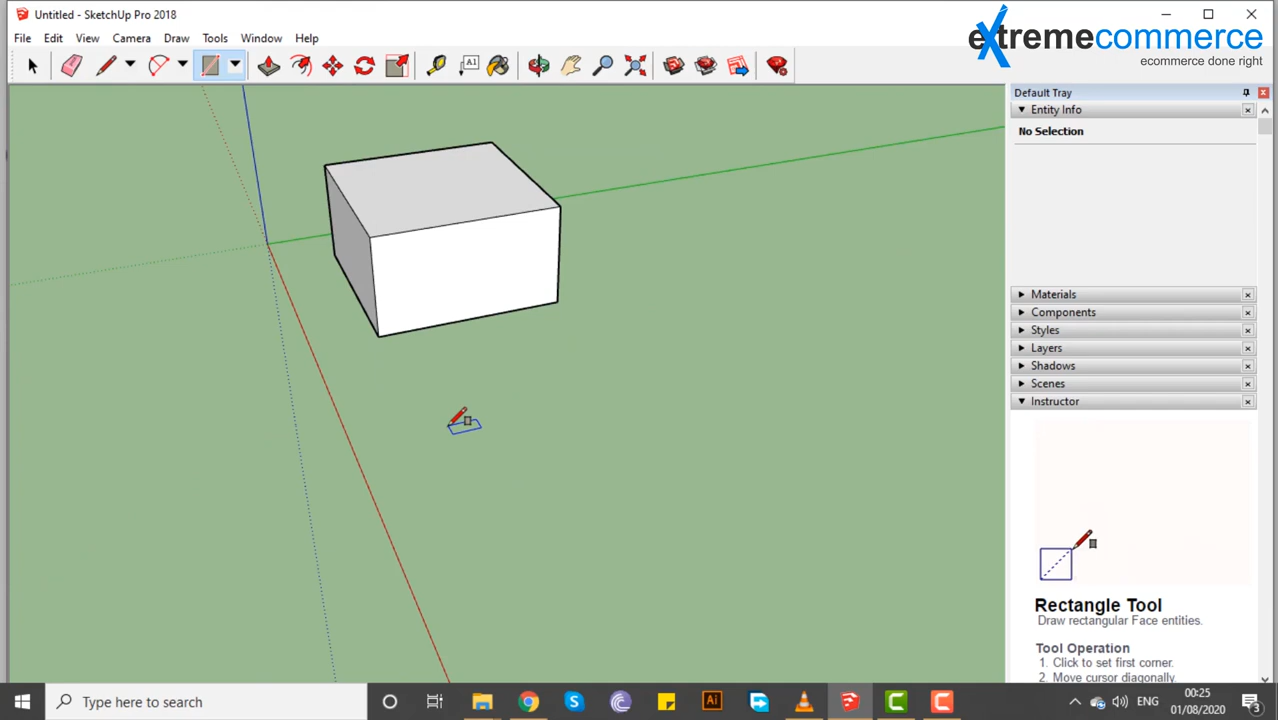 Untitled - SketchUp Pro 2018
extremecommerce
ecommerce done right
File Edit View Camera Draw Tools Window Help
A1
Default Tray
Entity Info
No Selection
Materials
Components
Styles
Layers
Shadows
Scenes
Instructor
Rectangle Tool
Draw rectangular Face entities.
Tool Operation
1. Click to set first corner.
2. Move cursor diagonally.
Type here to search
Ai
ENG
00:25
01/08/2020
3